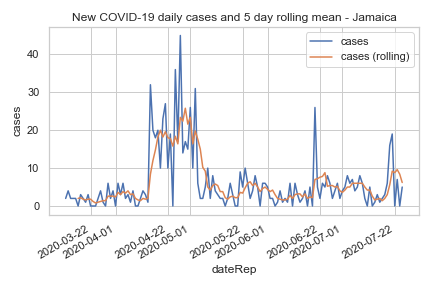 New COVID-19 daily cases and 5 day rolling mean - Jamaica
cases
cases (rolling)
cases
40
30
20
10
0
2020-03-22
2020-04-01
2020-04-22
2020-05-01
2020-05-22
2020-06-01
2020-06-22
2020-07-01
2020-07-22
dateRep